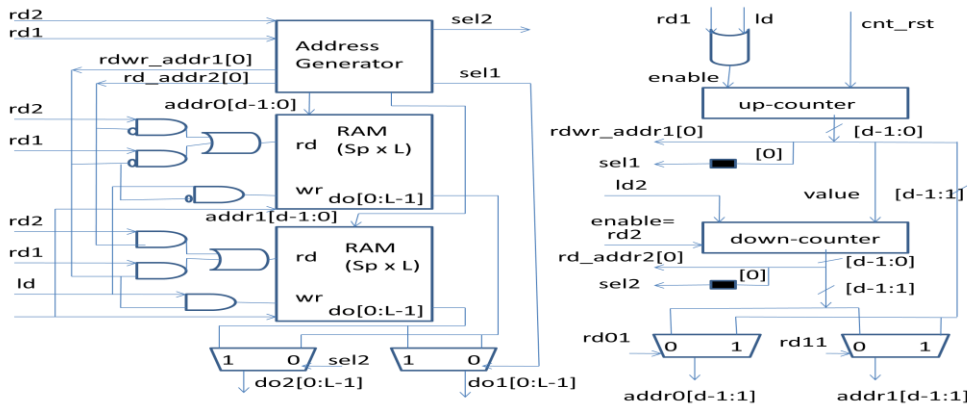 rd2
rd1
sel2
Address
Generator
rdwr_addr1[0]
rd_addr2[0]
sel1
addr0[d-1:0]
rd2
rd1
RAM
(Sp x L)
rd
wr
do[0:L-1]
addr1[d-1:0]
rd2
rd1
ld
RAM
(Sp x L)
rd
wr
do[0:L-1]
1 0
sel2
1 0
do2[0:L-1]
do1[0:L-1]
rd1
ld
cnt_rst
enable
up-counter
[d-1:0]
rdwr_addr1[0]
[0]
sel1
ld2
value
[d-1:1]
enable=
rd2
down-counter
rd_addr2[0]
[d-1:0]
[0]
sel2
[d-1:1]
rd01
0 1
rd11
0 1
addr0[d-1:1]
addr1[d-1:1]